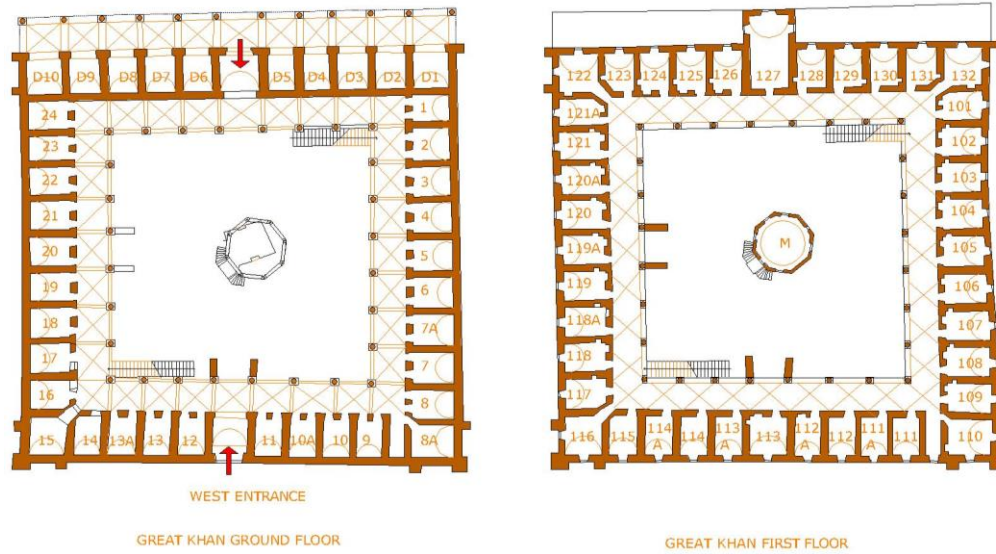 D10 D9 D8 D7 D6 D5 D4 D3 D2 D1
24 1
23 2
22 3
21 4
20 5
19 6
18 7A
17 7
16 8
15 14 13A 13 12 11 10A 10 9 8A
WEST ENTRANCE
GREAT KHAN GROUND FLOOR
122 123 124 125 126 127 128 129 130 131 132
121A 101
121 102
120A 103
120 104
119A M 105
119 106
118A 107
118 108
117 109
116 115 114A 114 113A 113 112A 112 111A 111 110
GREAT KHAN FIRST FLOOR